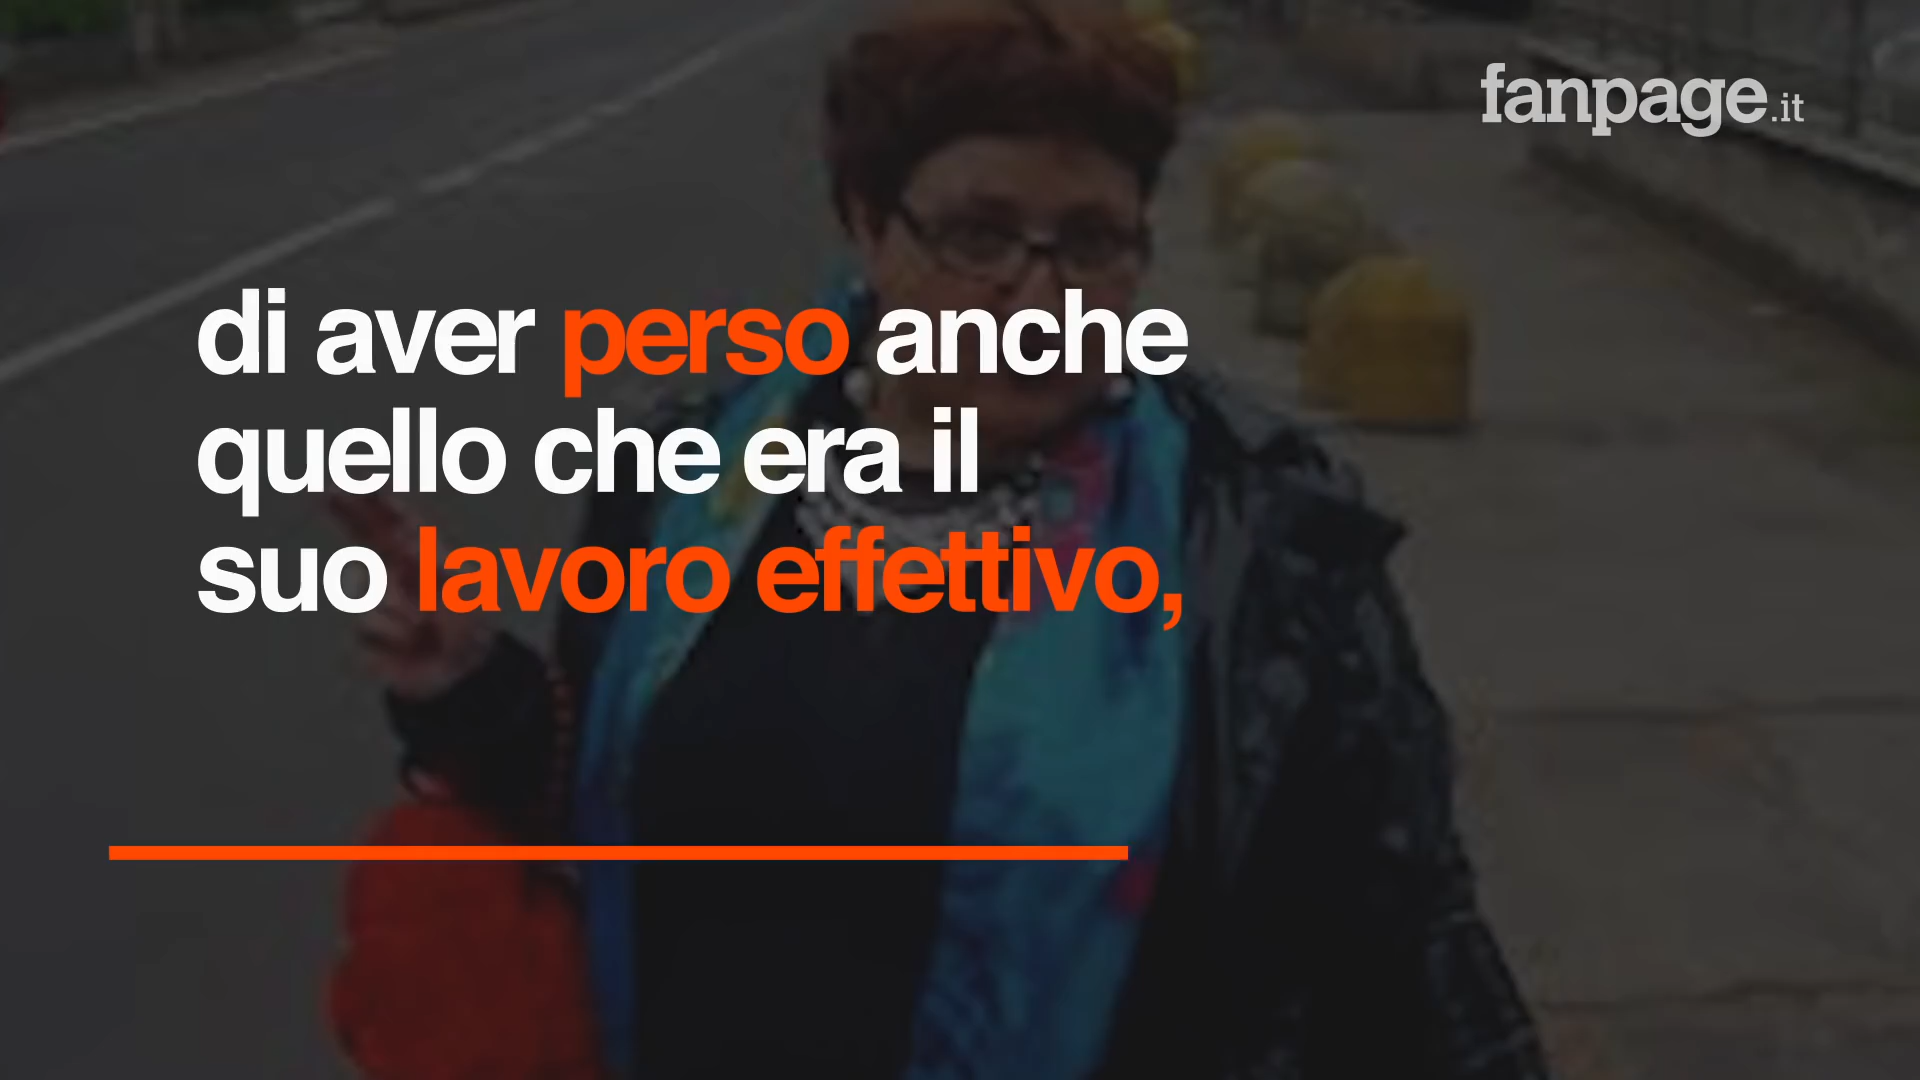 fanpage.it
di aver perso anche
quello che era il
suo lavoro effettivo,